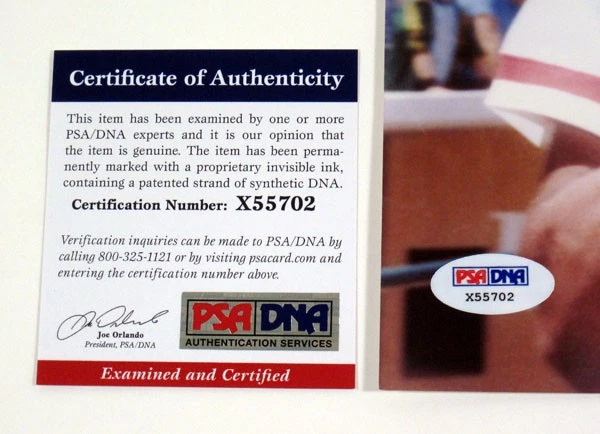 Certificate of Authenticity
This item has been examined by one or more
PSA/DNA experts and it is our opinion that
the item is genuine. The item has been perma-
nently marked with a proprietary invisible ink,
containing a patented strand of synthetic DNA.
Certification Number: X55702
Verification inquiries can be made to PSA/DNA by
calling 800-325-1121 or by visiting psacard.com and
entering the certification number above.
Joe Orlando
President, PSA/DNA
PSA DNA
AUTHENTICATION SERVICES
Examined and Certified
PSA DNA
X55702